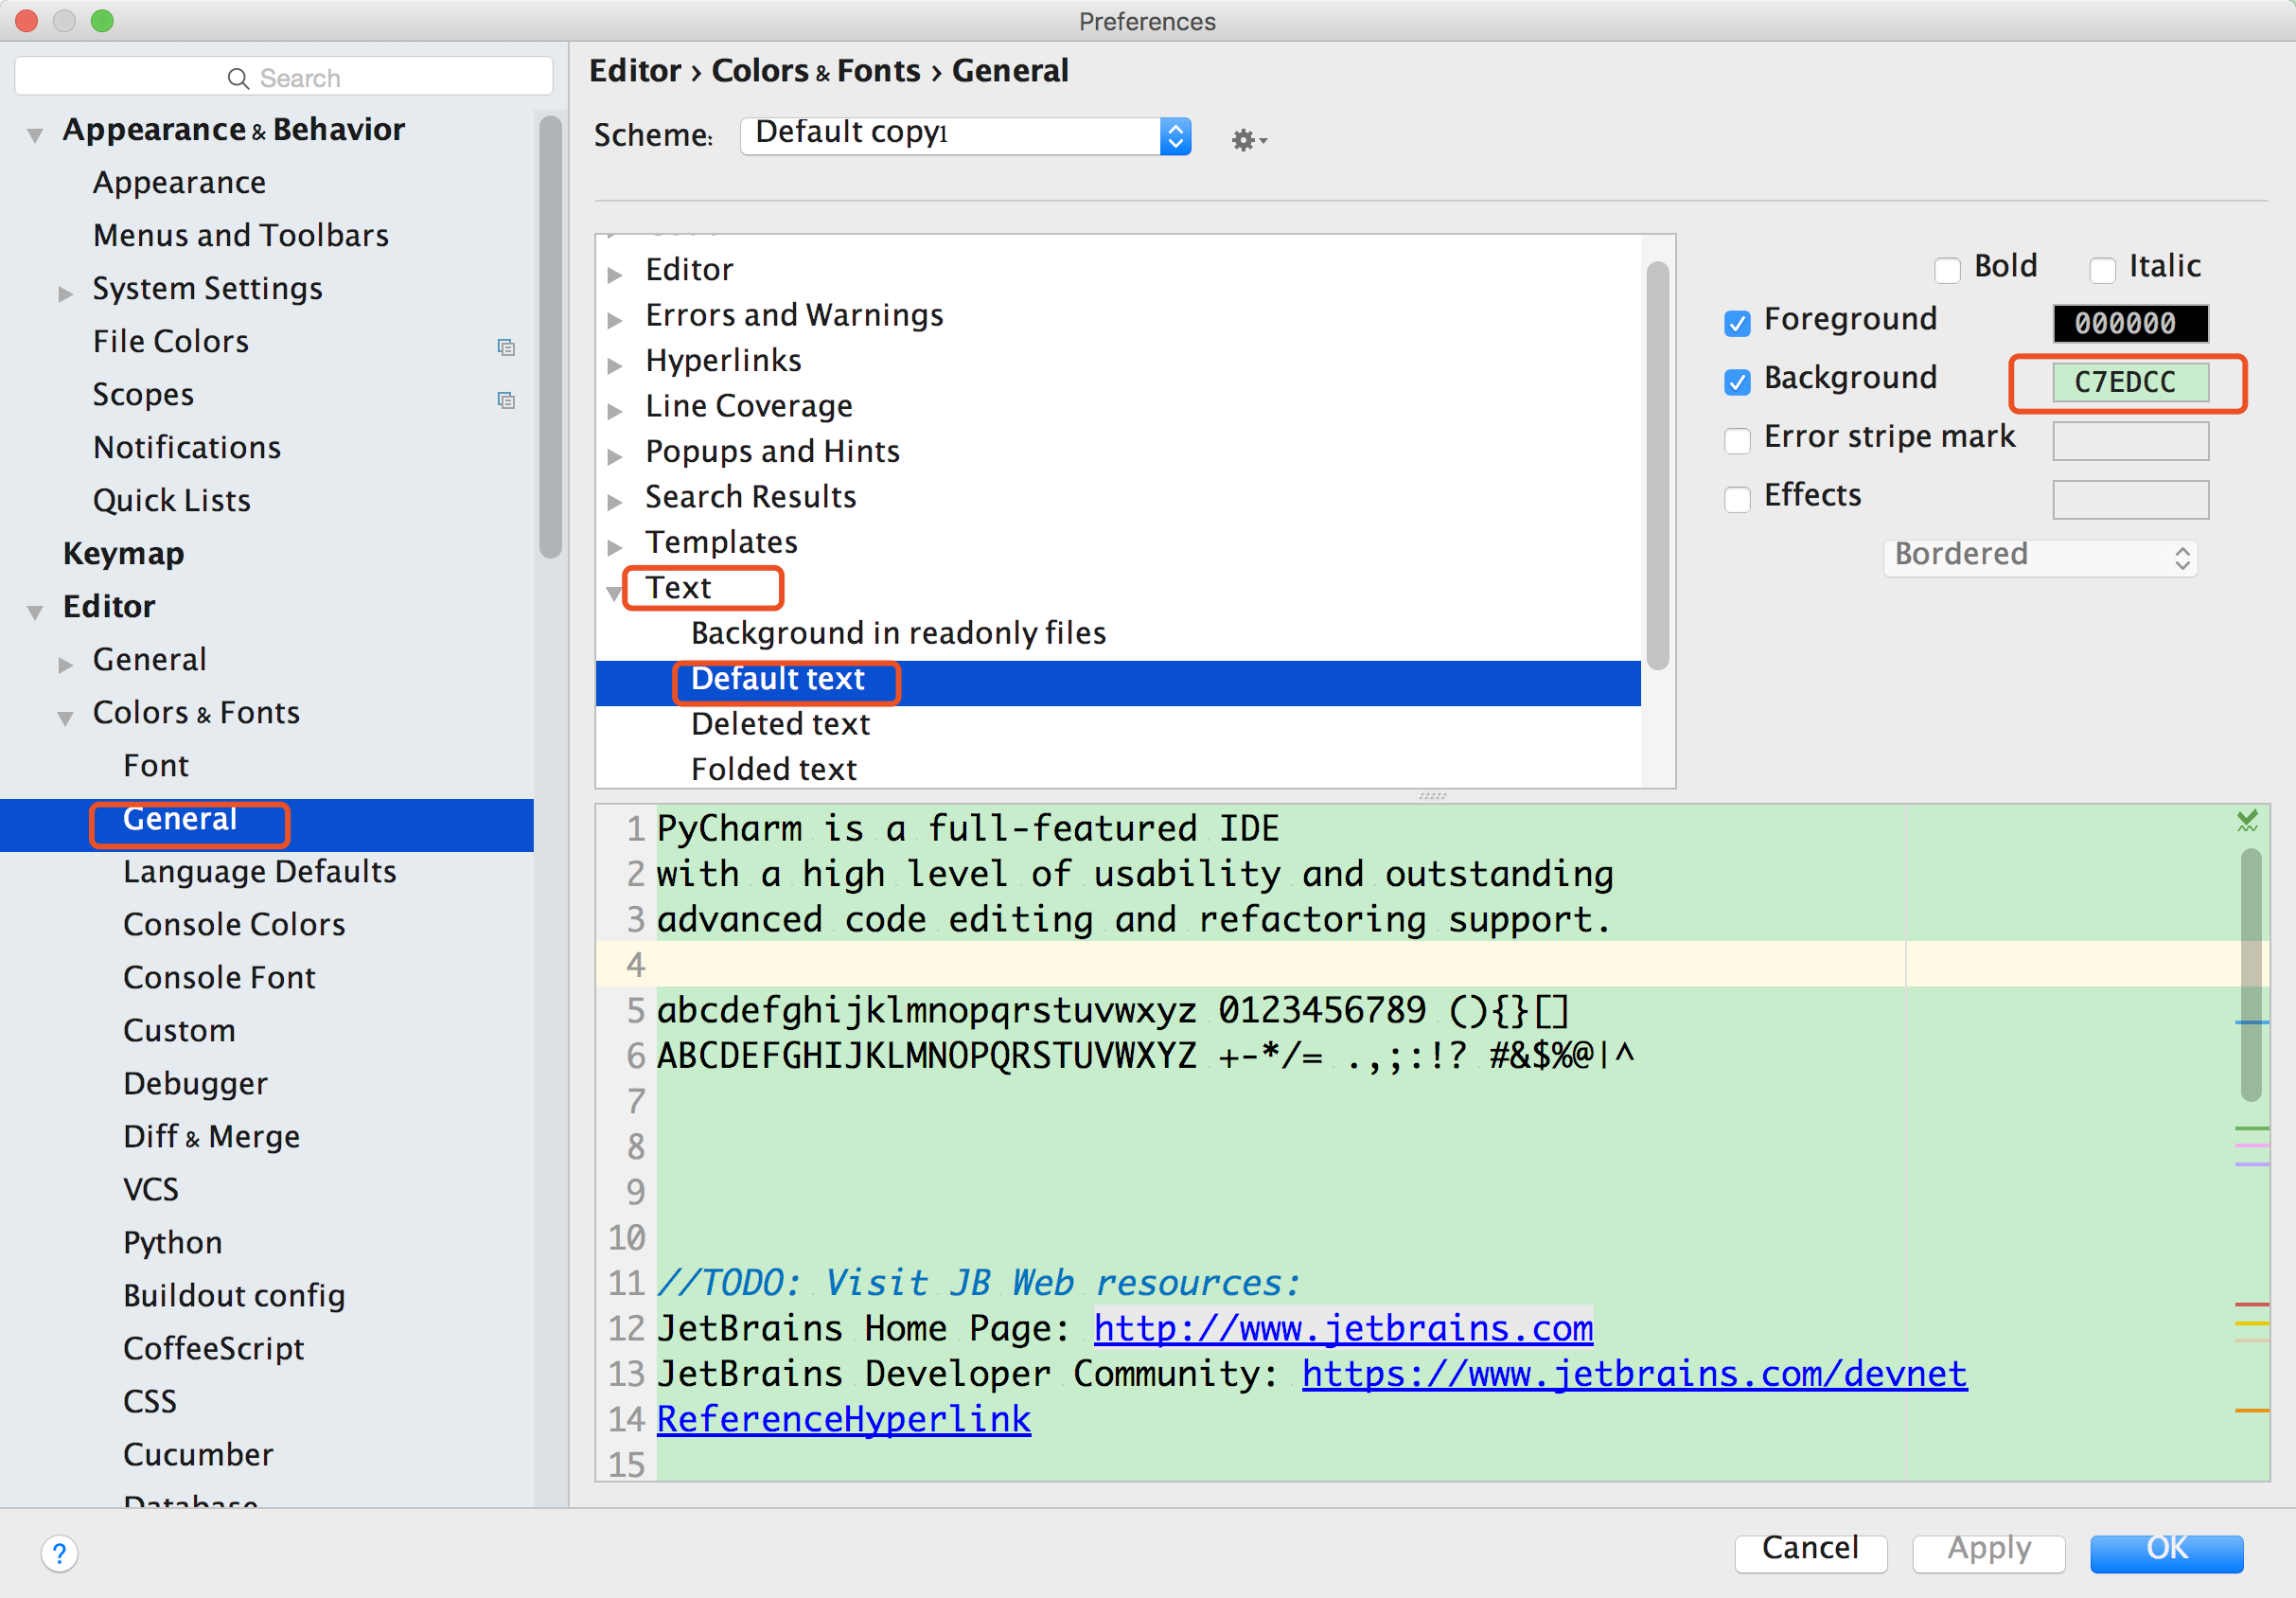 Preferences
Search
Appearance & Behavior
Appearance
Menus and Toolbars
System Settings
File Colors
Scopes
Notifications
Quick Lists
Keymap
Editor
General
Colors & Fonts
Font
General
Language Defaults
Console Colors
Console Font
Custom
Debugger
Diff & Merge
VCS
Python
Buildout config
CoffeeScript
CSS
Cucumber
Database
Editor › Colors & Fonts › General
Scheme: Default copy1
Editor
Errors and Warnings
Hyperlinks
Line Coverage
Popups and Hints
Search Results
Templates
Text
Background in readonly files
Default text
Deleted text
Folded text
Bold Italic
Foreground 000000
Background C7EDCC
Error stripe mark
Effects
Bordered
1 PyCharm is a full-featured IDE
2 with a high level of usability and outstanding
3 advanced code editing and refactoring support.
4
5 abcdefghijklmnopqrstuvwxyz 0123456789 (){}[]
6 ABCDEFGHIJKLMNOPQRSTUVWXYZ +-*/= .,;:!? #&$%@|^
7
8
9
10
11 //TODO: Visit JB Web resources:
12 JetBrains Home Page: http://www.jetbrains.com
13 JetBrains Developer Community: https://www.jetbrains.com/devnet
14 ReferenceHyperlink
15
?
Cancel Apply OK